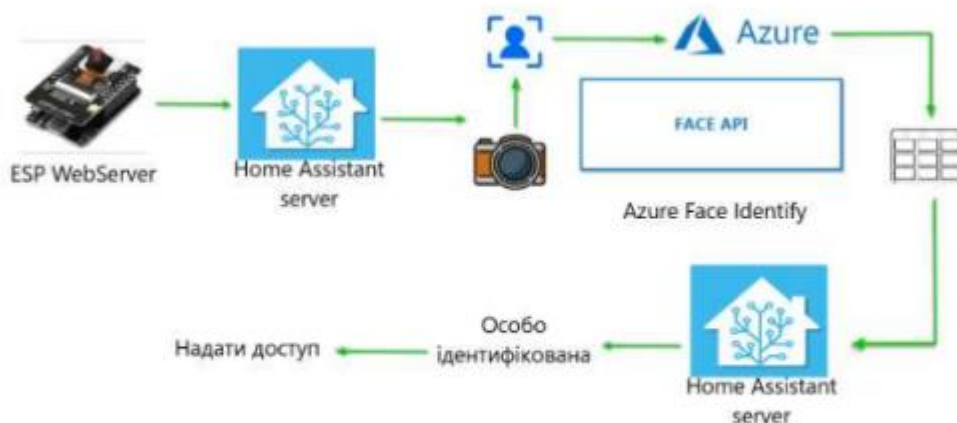 Azure
FACE API
ESP WebServer
Home Assistant
server
Azure Face Identify
Особо
ідентифікована
Надати доступ
Home Assistant
server